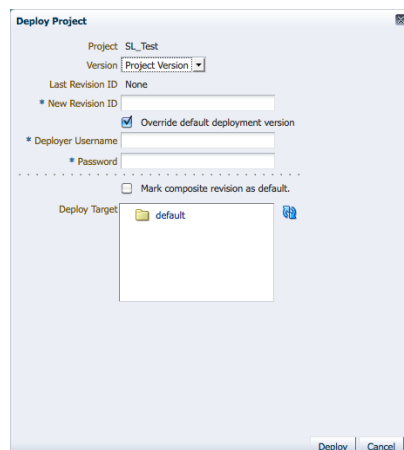 Deploy Project
Project SL_Test
Version Project Version
Last Revision ID None
* New Revision ID
Override default deployment version
* Deployer Username
* Password
Mark composite revision as default.
Deploy Target default
Deploy Cancel